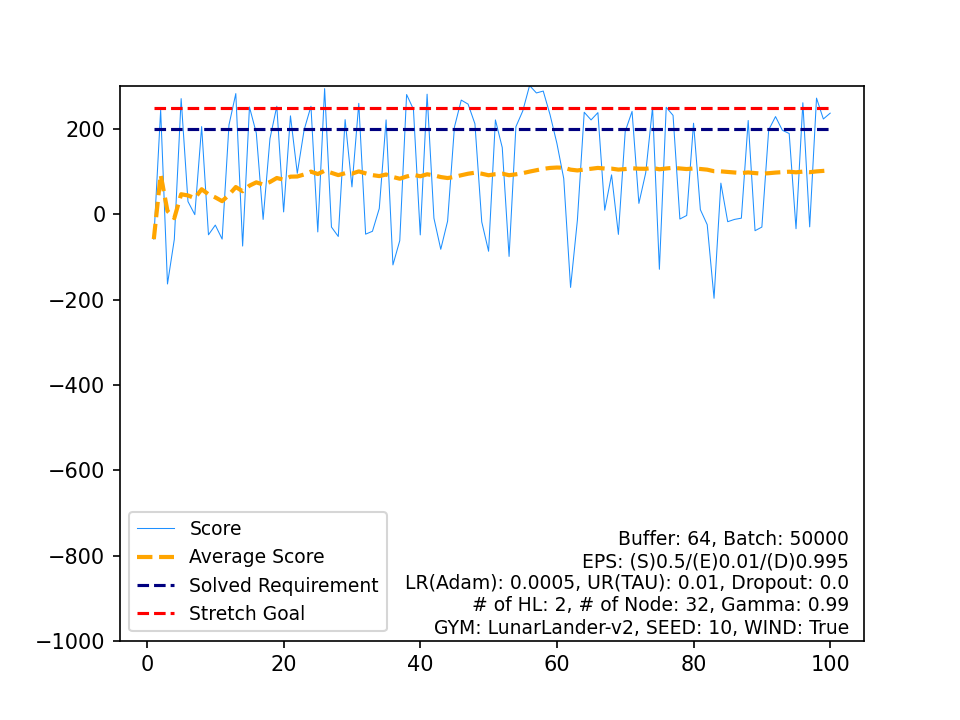 200
0
−200
−400
−600
−800
−1000
0
20
40
60
80
100
Score
Average Score
Solved Requirement
Stretch Goal
Buffer: 64, Batch: 50000
EPS: (S)0.5/(E)0.01/(D)0.995
LR(Adam): 0.0005, UR(TAU): 0.01, Dropout: 0.0
# of HL: 2, # of Node: 32, Gamma: 0.99
GYM: LunarLander-v2, SEED: 10, WIND: True